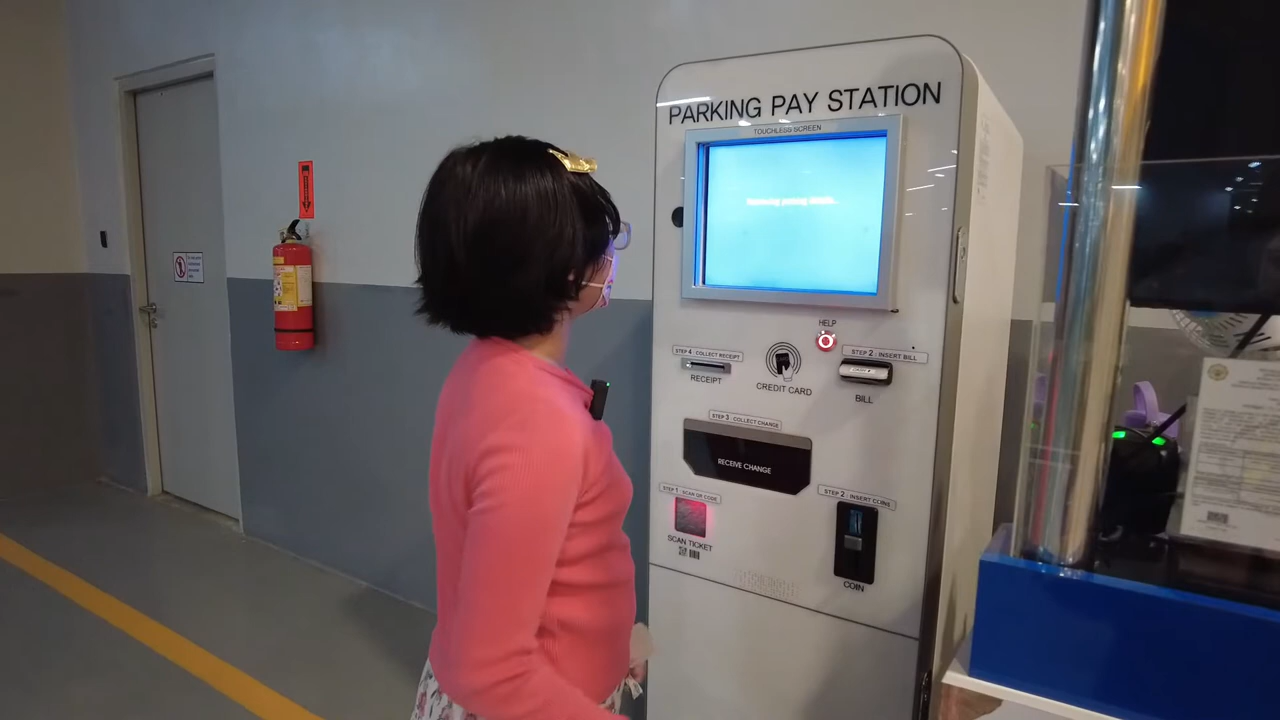 PARKING PAY STATION
TOUCHLESS SCREEN
parking
HELP
STEP 4 : COLLECT RECEIPT
RECEIPT
CREDIT CARD
STEP 2 : INSERT BILL
BILL
STEP 3 : COLLECT CHANGE
RECEIVE CHANGE
STEP 1 : SCAN QR CODE
SCAN TICKET
STEP 2 : INSERT COINS
COIN